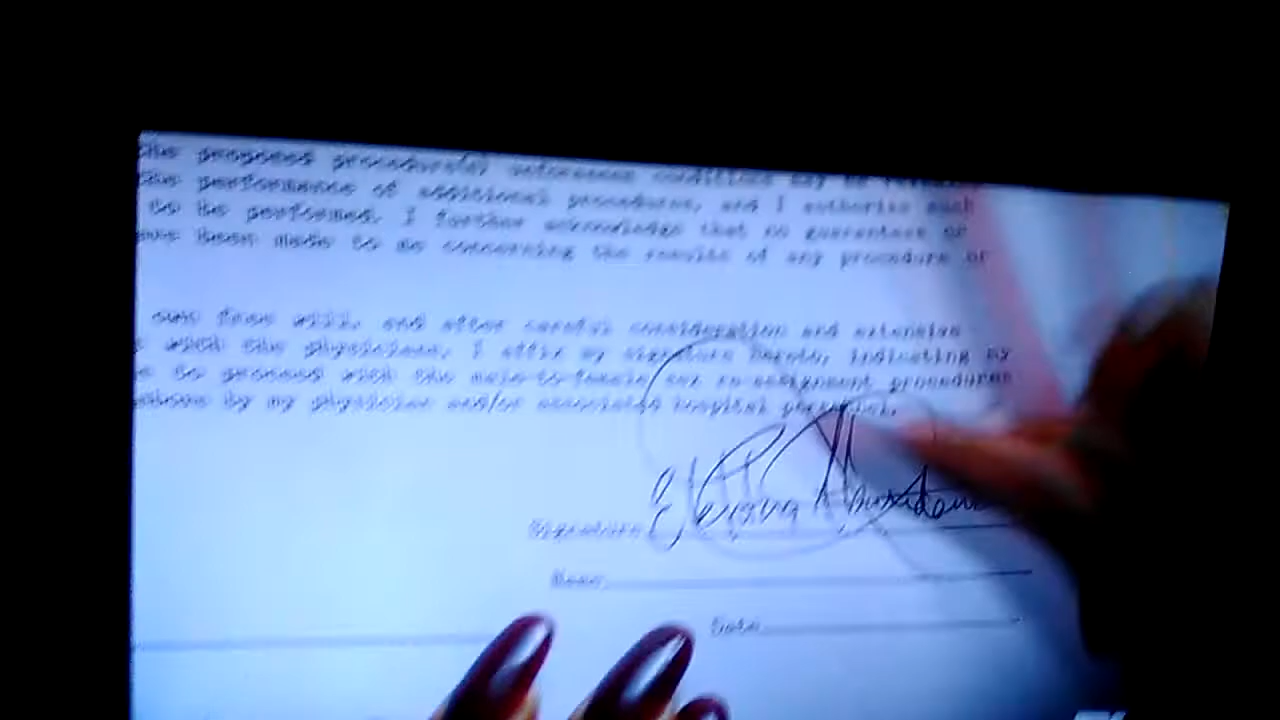 the proposed procedure(s) unforeseen conditions may be
the performance of additional procedures, and I authorize such
to be performed. I further acknowledge that no guarantee or
have been made to me concerning the results of any procedure or
own free will, and after careful consideration and extensive
with the physicians, I affix my signature hereto, indicating my
to proceed with the male-to-female sex re-assignment procedures
by my physician and/or associated hospital personnel.
Signature
Name
Date